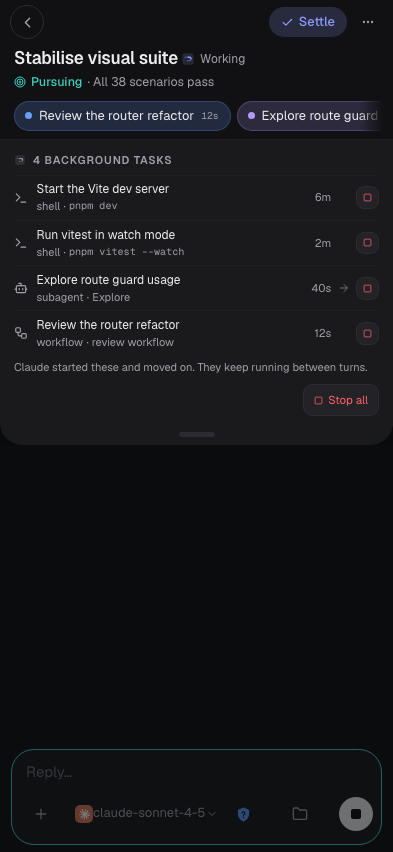 Settle
Stabilise visual suite Working
Pursuing · All 38 scenarios pass
Review the router refactor 12s Explore route guard
4 BACKGROUND TASKS
Start the Vite dev server
shell · pnpm dev 6m
Run vitest in watch mode
shell · pnpm vitest --watch 2m
Explore route guard usage
subagent · Explore 40s →
Review the router refactor
workflow · review workflow 12s
Claude started these and moved on. They keep running between turns.
Stop all
Reply...
claude-sonnet-4-5